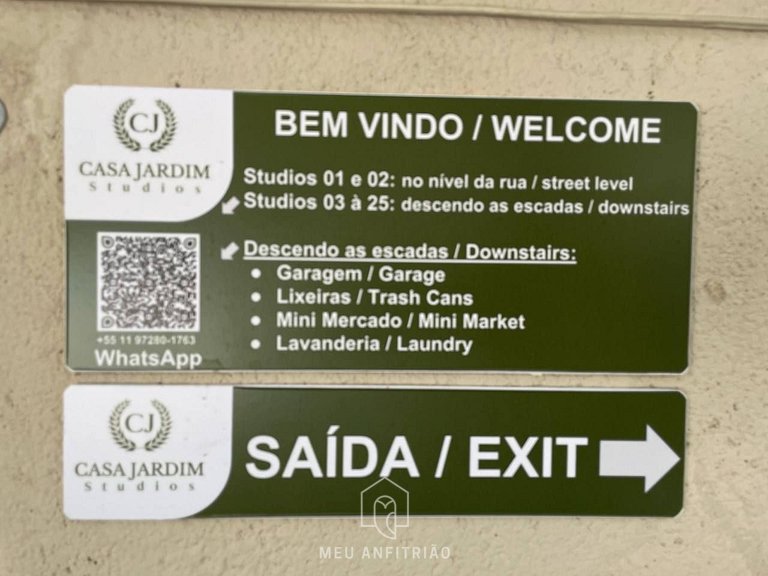 CJ
CASA JARDIM
Studios
BEM VINDO / WELCOME
Studios 01 e 02: no nível da rua / street level
Studios 03 à 25: descendo as escadas / downstairs
Descendo as escadas / Downstairs:
• Garagem / Garage
• Lixeiras / Trash Cans
• Mini Mercado / Mini Market
• Lavanderia / Laundry
+55 11 97280-1763
WhatsApp
CJ
CASA JARDIM
Studios
SAÍDA / EXIT
MEU ANFITRIÃO